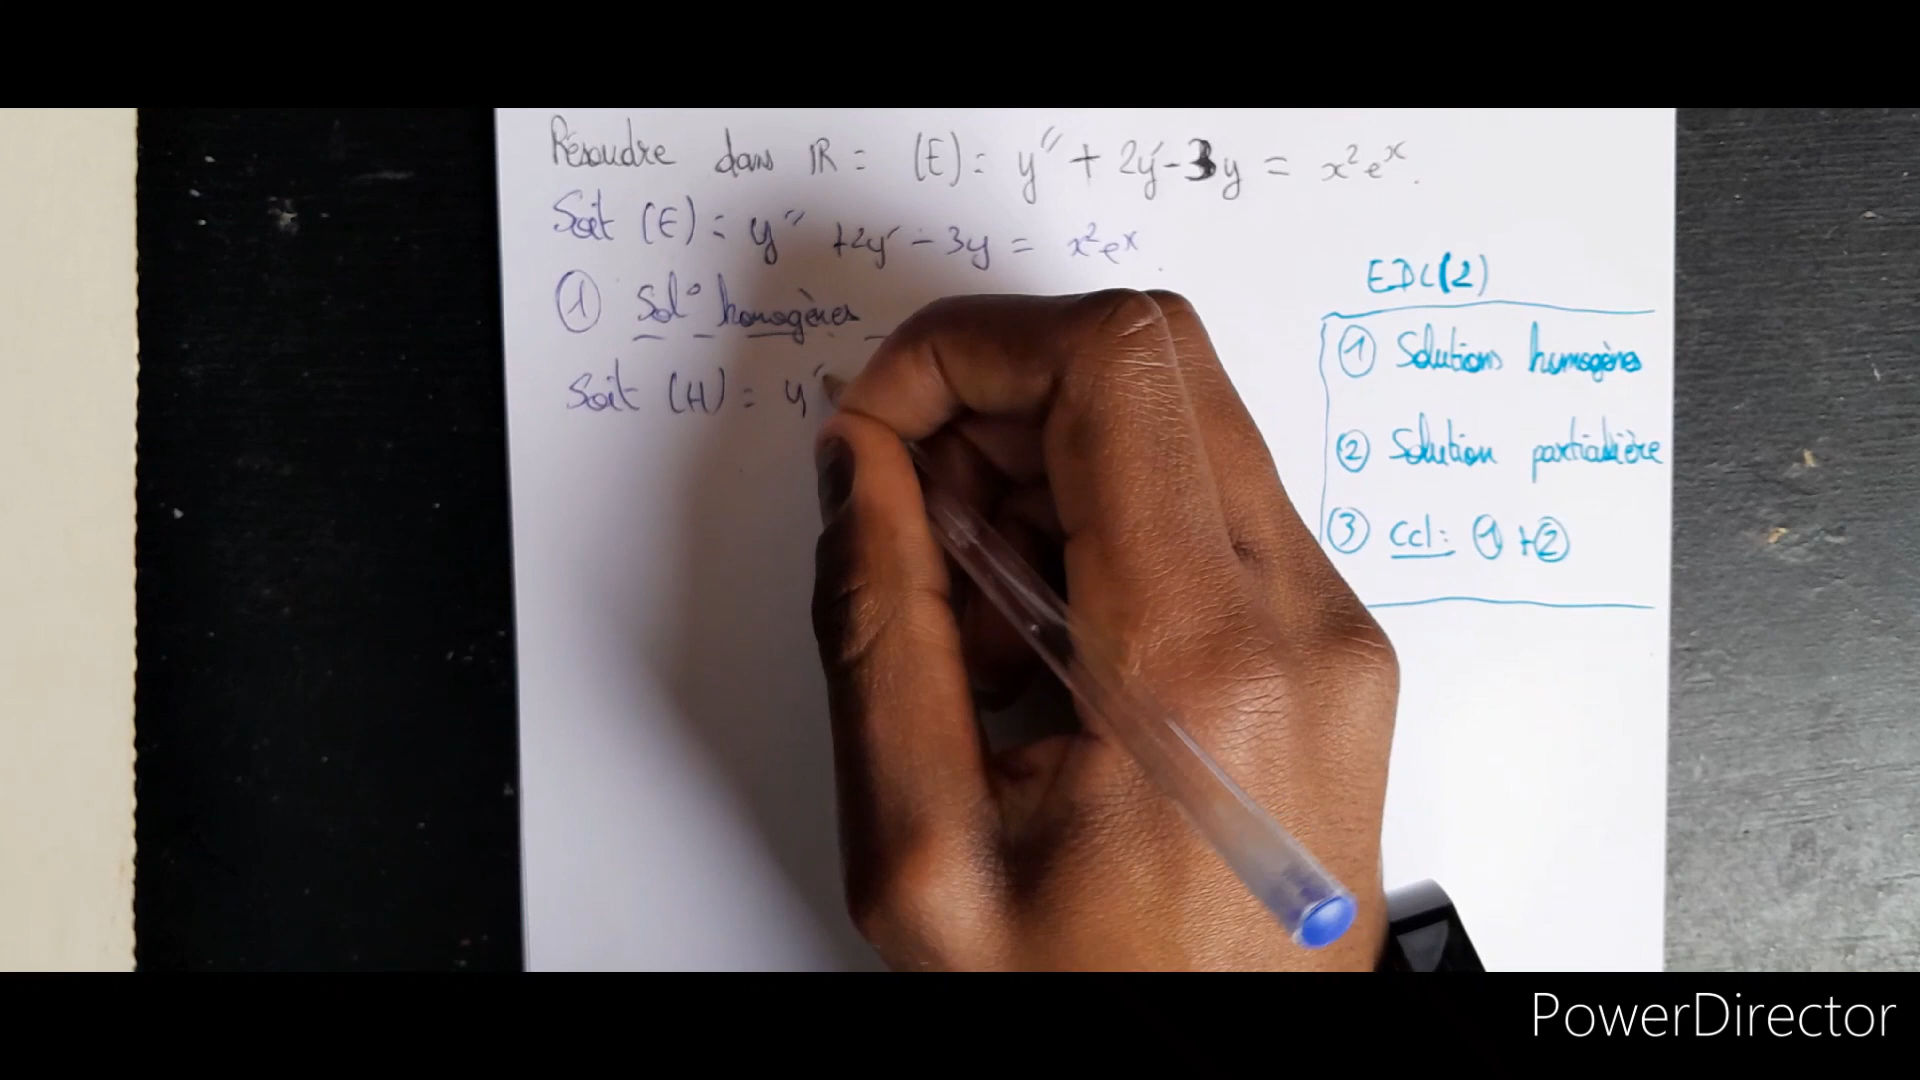 Résoudre dans ℝ : (E): y'' + 2y' - 3y = x²eˣ.
Soit (E): y'' + 2y' - 3y = x²eˣ.
① Sol° homogènes
Soit (H): y''
EDL(2)
① Solutions homogènes
② Solution particulière
③ Ccl: ① + ②
PowerDirector